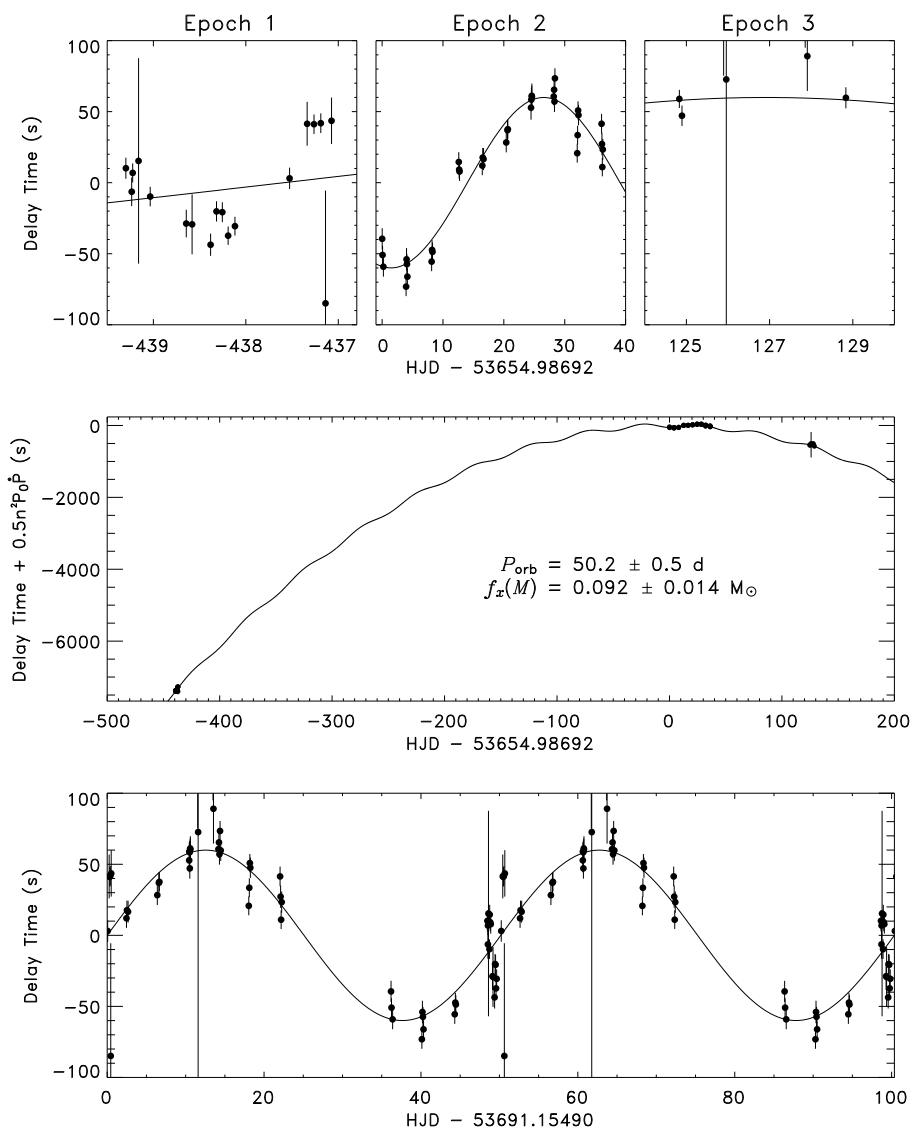 Epoch 1 Epoch 2 Epoch 3
Delay Time (s)
100
50
0
−50
−100
−439 −438 −437
0 10 20 30 40
125 127 129
HJD − 53654.98692
Delay Time + 0.5n²P₀Ṗ (s)
0
−2000
−4000
−6000
P_orb = 50.2 ± 0.5 d
f_x(M) = 0.092 ± 0.014 M☉
−500 −400 −300 −200 −100 0 100 200
HJD − 53654.98692
Delay Time (s)
100
50
0
−50
−100
0 20 40 60 80 100
HJD − 53691.15490